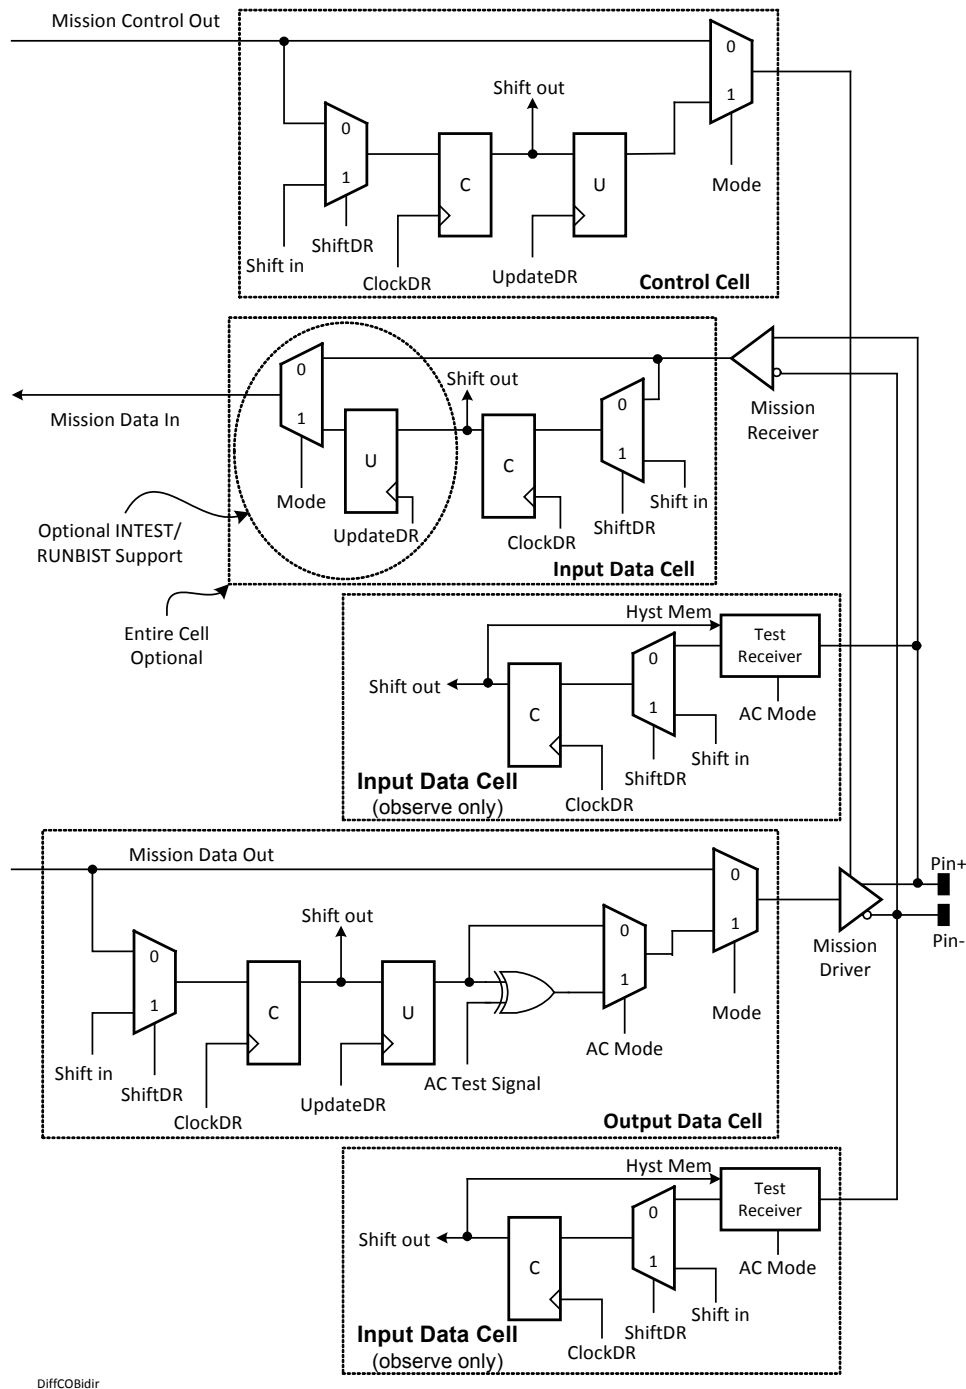 Mission Control Out
0
Shift out
0
1
1
C
U
Mode
ShiftDR
Shift in
ClockDR
UpdateDR
Control Cell
0
Shift out
0
Mission Data In
Mission
Receiver
1
1
U
C
Mode
Shift in
Optional INTEST/
RUNBIST Support
UpdateDR
ShiftDR
ClockDR
Input Data Cell
Entire Cell
Optional
Hyst Mem
Test
Receiver
0
Shift out
1
C
AC Mode
Shift in
Input Data Cell
(observe only)
ShiftDR
ClockDR
Mission Data Out
0
Pin+
Shift out
0
1
Pin-
0
Mission
Driver
1
1
C
U
Mode
AC Mode
Shift in
ShiftDR
AC Test Signal
UpdateDR
ClockDR
Output Data Cell
Hyst Mem
Test
Receiver
0
Shift out
1
C
AC Mode
Shift in
Input Data Cell
(observe only)
ShiftDR
ClockDR
DiffCOBidir